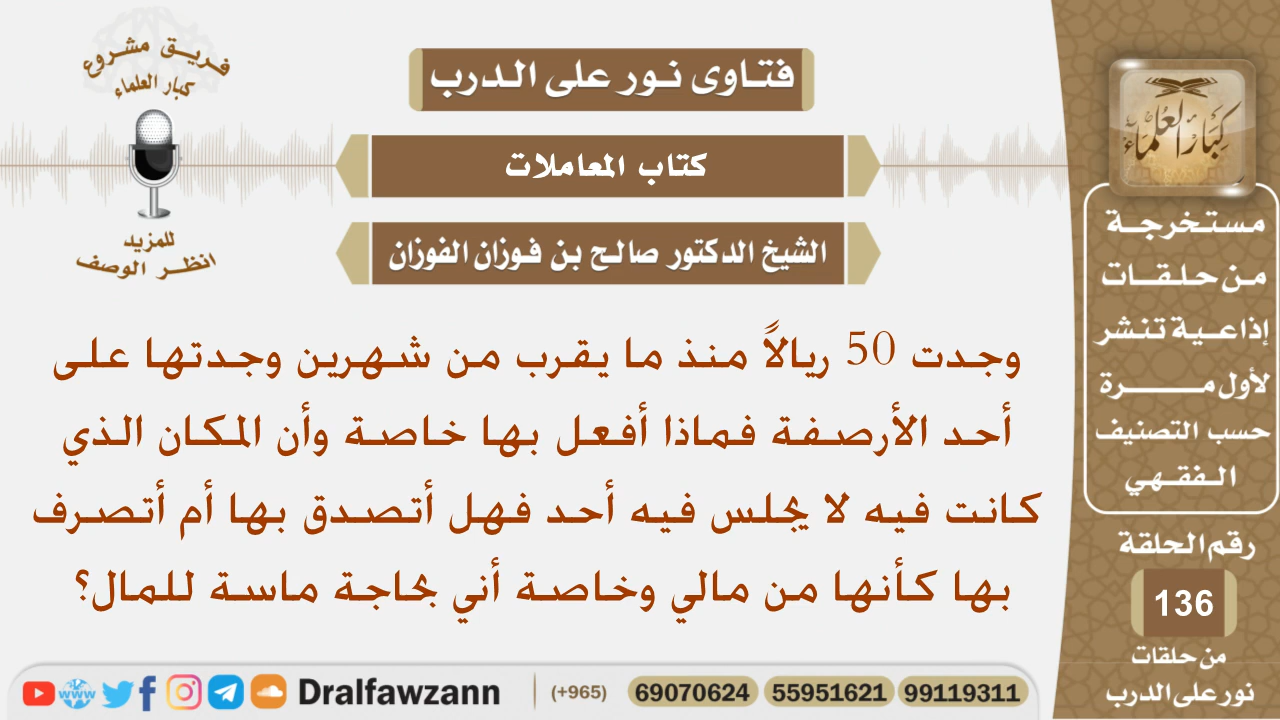 فريق مشروع
كبار العلماء
للمزيد
انظر الوصف
فتاوى نور على الدرب
كتاب المعاملات
الشيخ الدكتور صالح بن فوزان الفوزان
وجدت 50 ريالاً منذ ما يقرب من شهرين وجدتها على
أحد الأرصفة فماذا أفعل بها خاصة وأن المكان الذي
كانت فيه لا يجلس فيه أحد فهل أتصدق بها أم أتصرف
بها كأنها من مالي وخاصة أني بحاجة ماسة للمال؟
كبار العلماء
مستخرجة
من حلقات
إذاعية تنشر
لأول مرة
حسب التصنيف
الفقهي
رقم الحلقة
136
من حلقات
نور على الدرب
www Dralfawzann (+965) 69070624 55951621 99119311